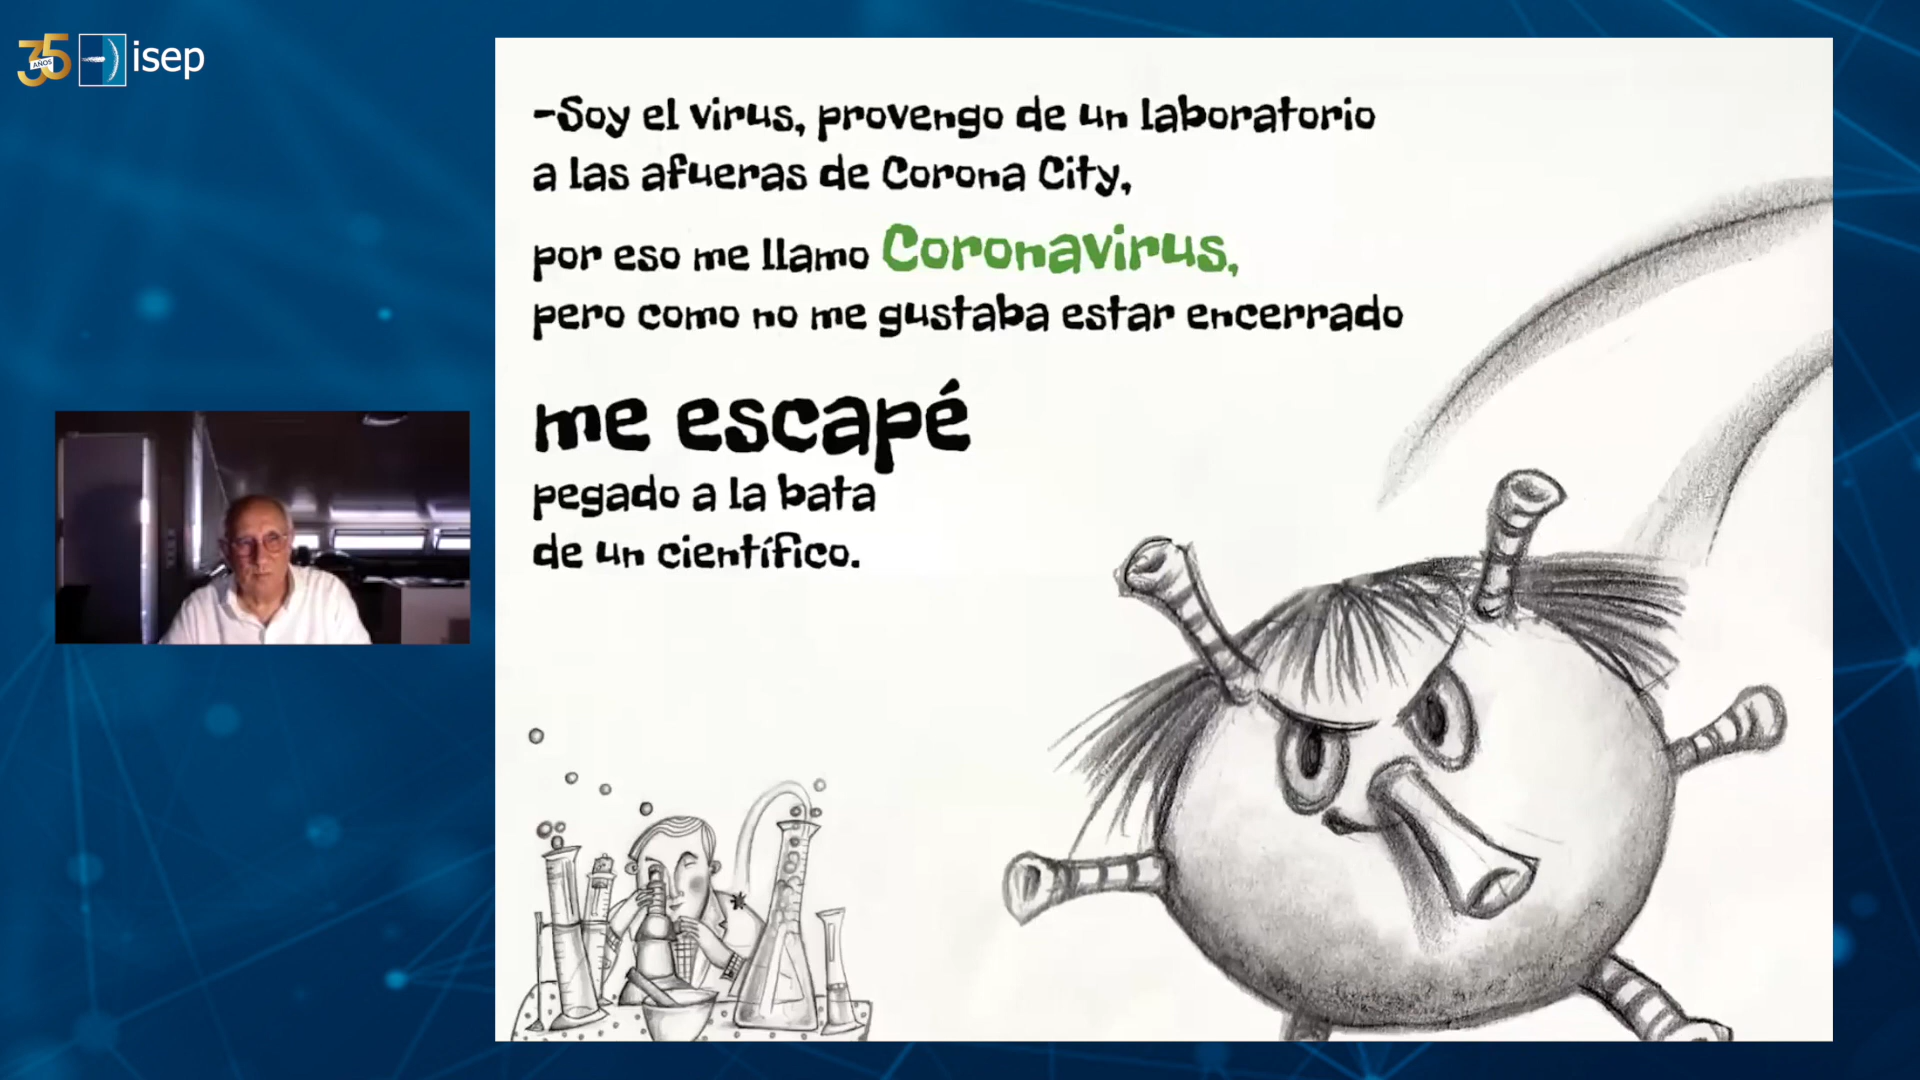 35
AÑOS
isep
-Soy el virus, provengo de un laboratorio
a las afueras de Corona City,
por eso me llamo Coronavirus,
pero como no me gustaba estar encerrado
me escapé
pegado a la bata
de un científico.